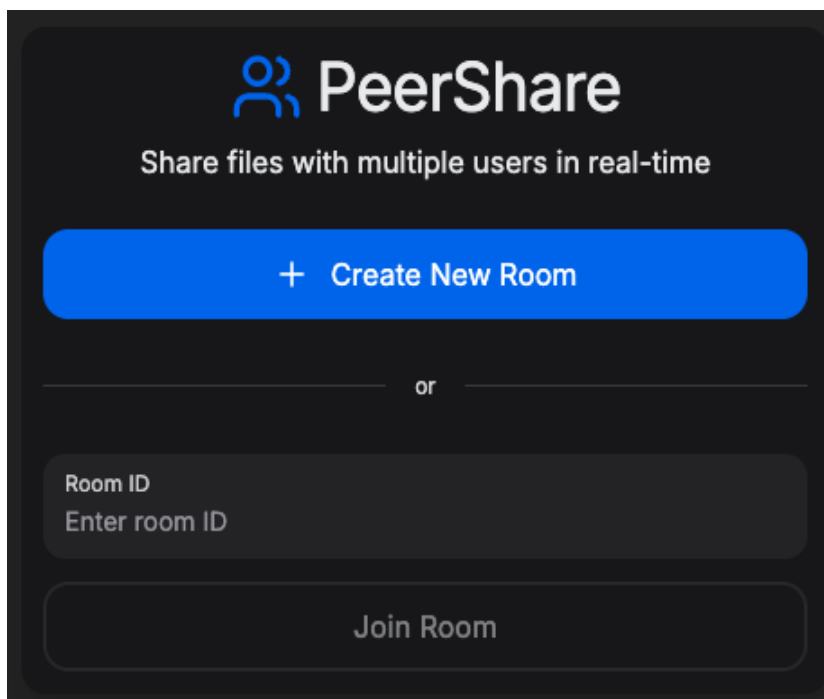 PeerShare
Share files with multiple users in real-time
+ Create New Room
or
Room ID
Enter room ID
Join Room